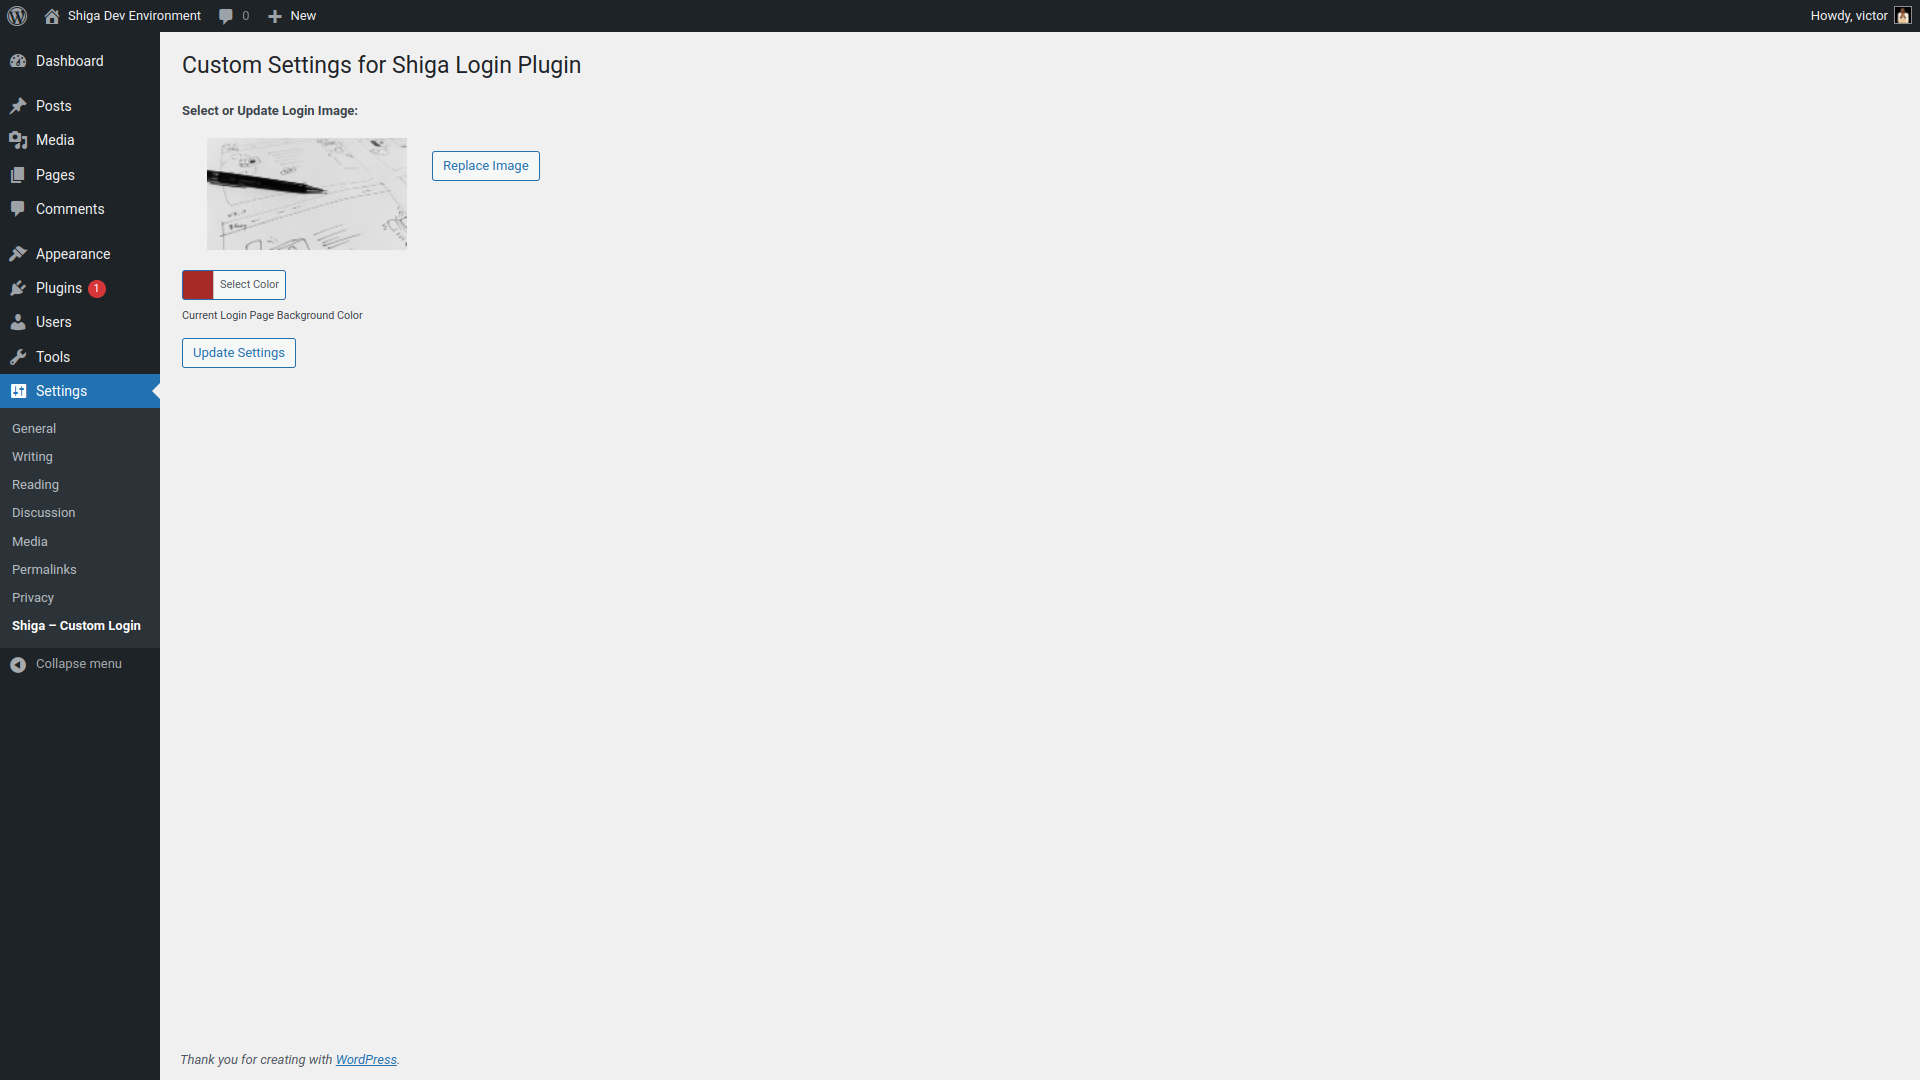 Shiga Dev Environment 0 New Howdy, victor
Dashboard
Posts
Media
Pages
Comments
Appearance
Plugins 1
Users
Tools
Settings
General
Writing
Reading
Discussion
Media
Permalinks
Privacy
Shiga – Custom Login
Collapse menu
Custom Settings for Shiga Login Plugin
Select or Update Login Image:
Replace Image
Select Color
Current Login Page Background Color
Update Settings
Thank you for creating with WordPress.